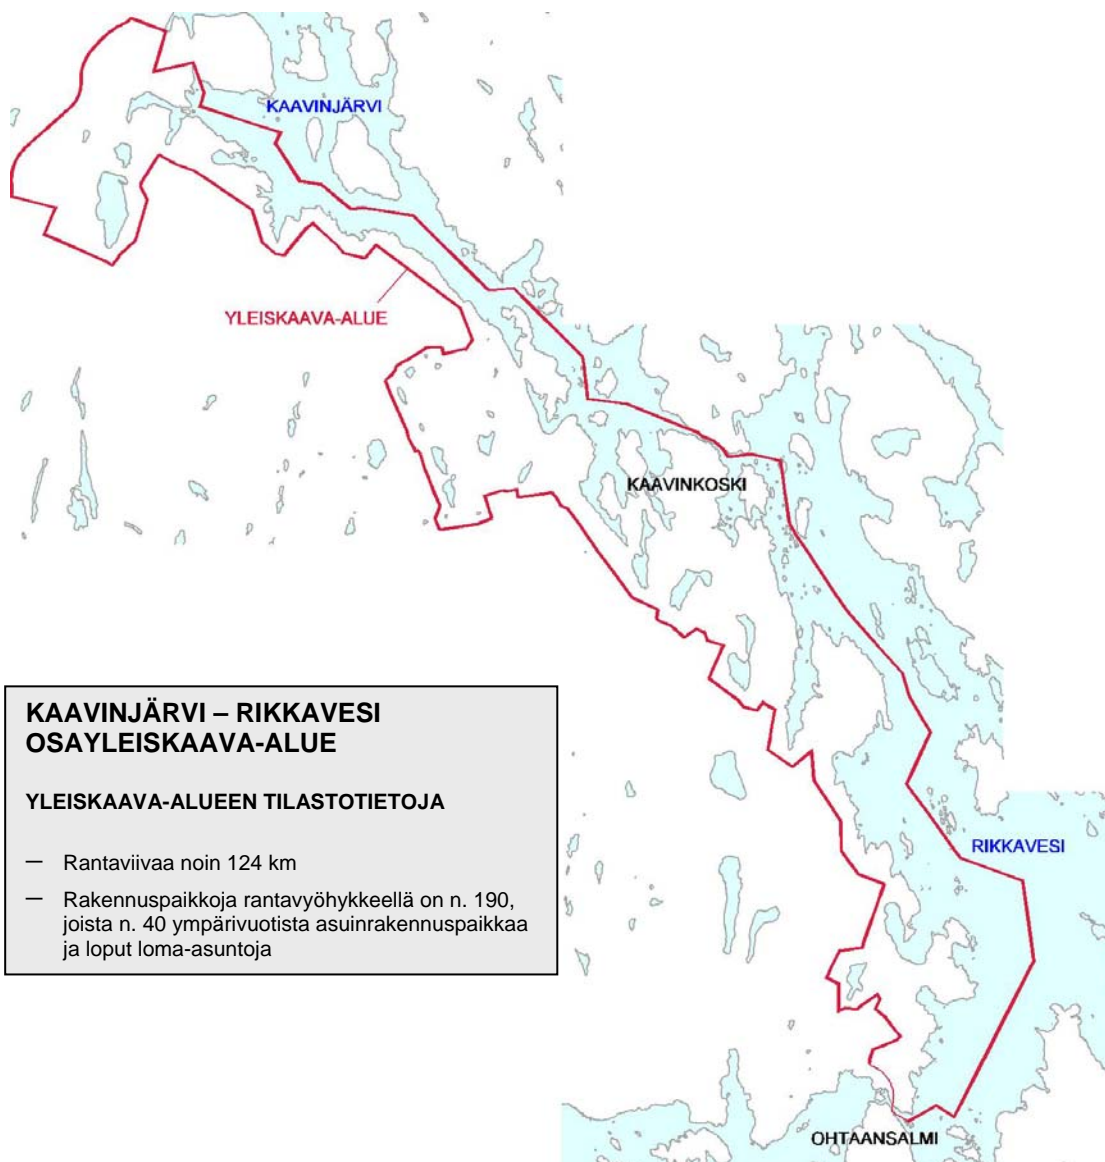 KAAVINJÄRVI
YLEISKAAVA-ALUE
KAAVINKOSKI
KAAVINJÄRVI – RIKKAVESI
OSAYLEISKAAVA-ALUE
YLEISKAAVA-ALUEEN TILASTOTIETOJA
— Rantaviivaa noin 124 km
— Rakennuspaikkoja rantavyöhykkeellä on n. 190,
joista n. 40 ympärivuotista asuinrakennuspaikkaa
ja loput loma-asuntoja
RIKKAVESI
OHTAANSALMI